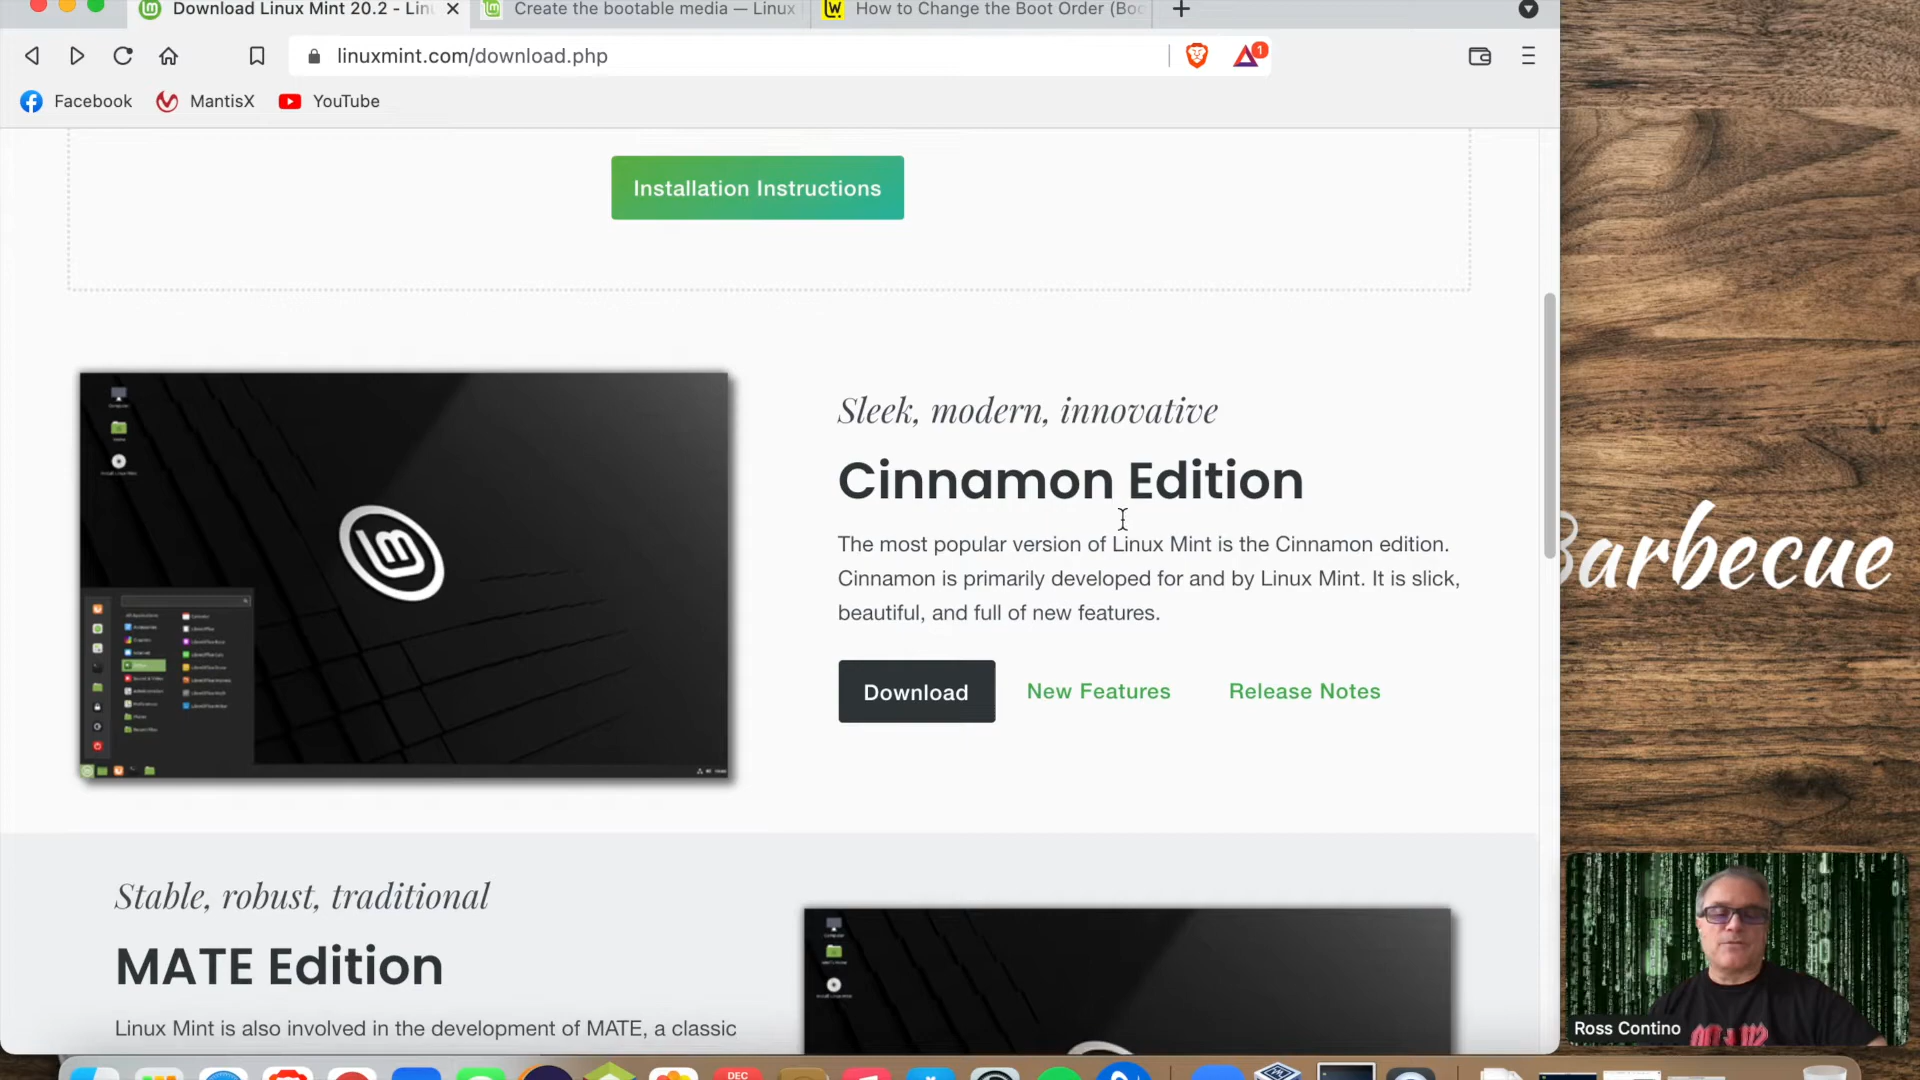 Download Linux Mint 20.2 - Lin
Create the bootable media — Linux
How to Change the Boot Order (Boo
linuxmint.com/download.php
1
Facebook
MantisX
YouTube
Installation Instructions
Sleek, modern, innovative
Cinnamon Edition
The most popular version of Linux Mint is the Cinnamon edition.
Cinnamon is primarily developed for and by Linux Mint. It is slick,
beautiful, and full of new features.
Download
New Features
Release Notes
Stable, robust, traditional
MATE Edition
Linux Mint is also involved in the development of MATE, a classic
Barbecue
Ross Contino
DEC